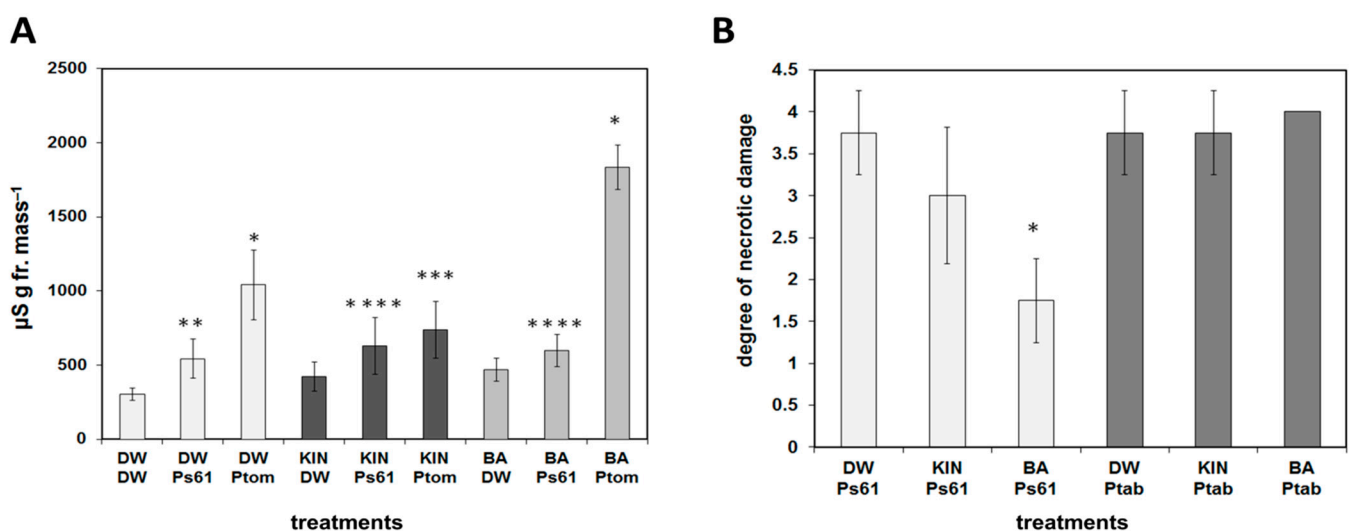 A
μS g fr. mass⁻¹
2500
2000
1500
1000
500
0
*
**
*
****
***
****
*
DW DW DW KIN KIN KIN BA BA BA
DW Ps61 Ptom DW Ps61 Ptom DW Ps61 Ptom
treatments
B
degree of necrotic damage
4.5
4
3.5
3
2.5
2
1.5
1
0.5
0
*
DW KIN BA DW KIN BA
Ps61 Ps61 Ps61 Ptab Ptab Ptab
treatments